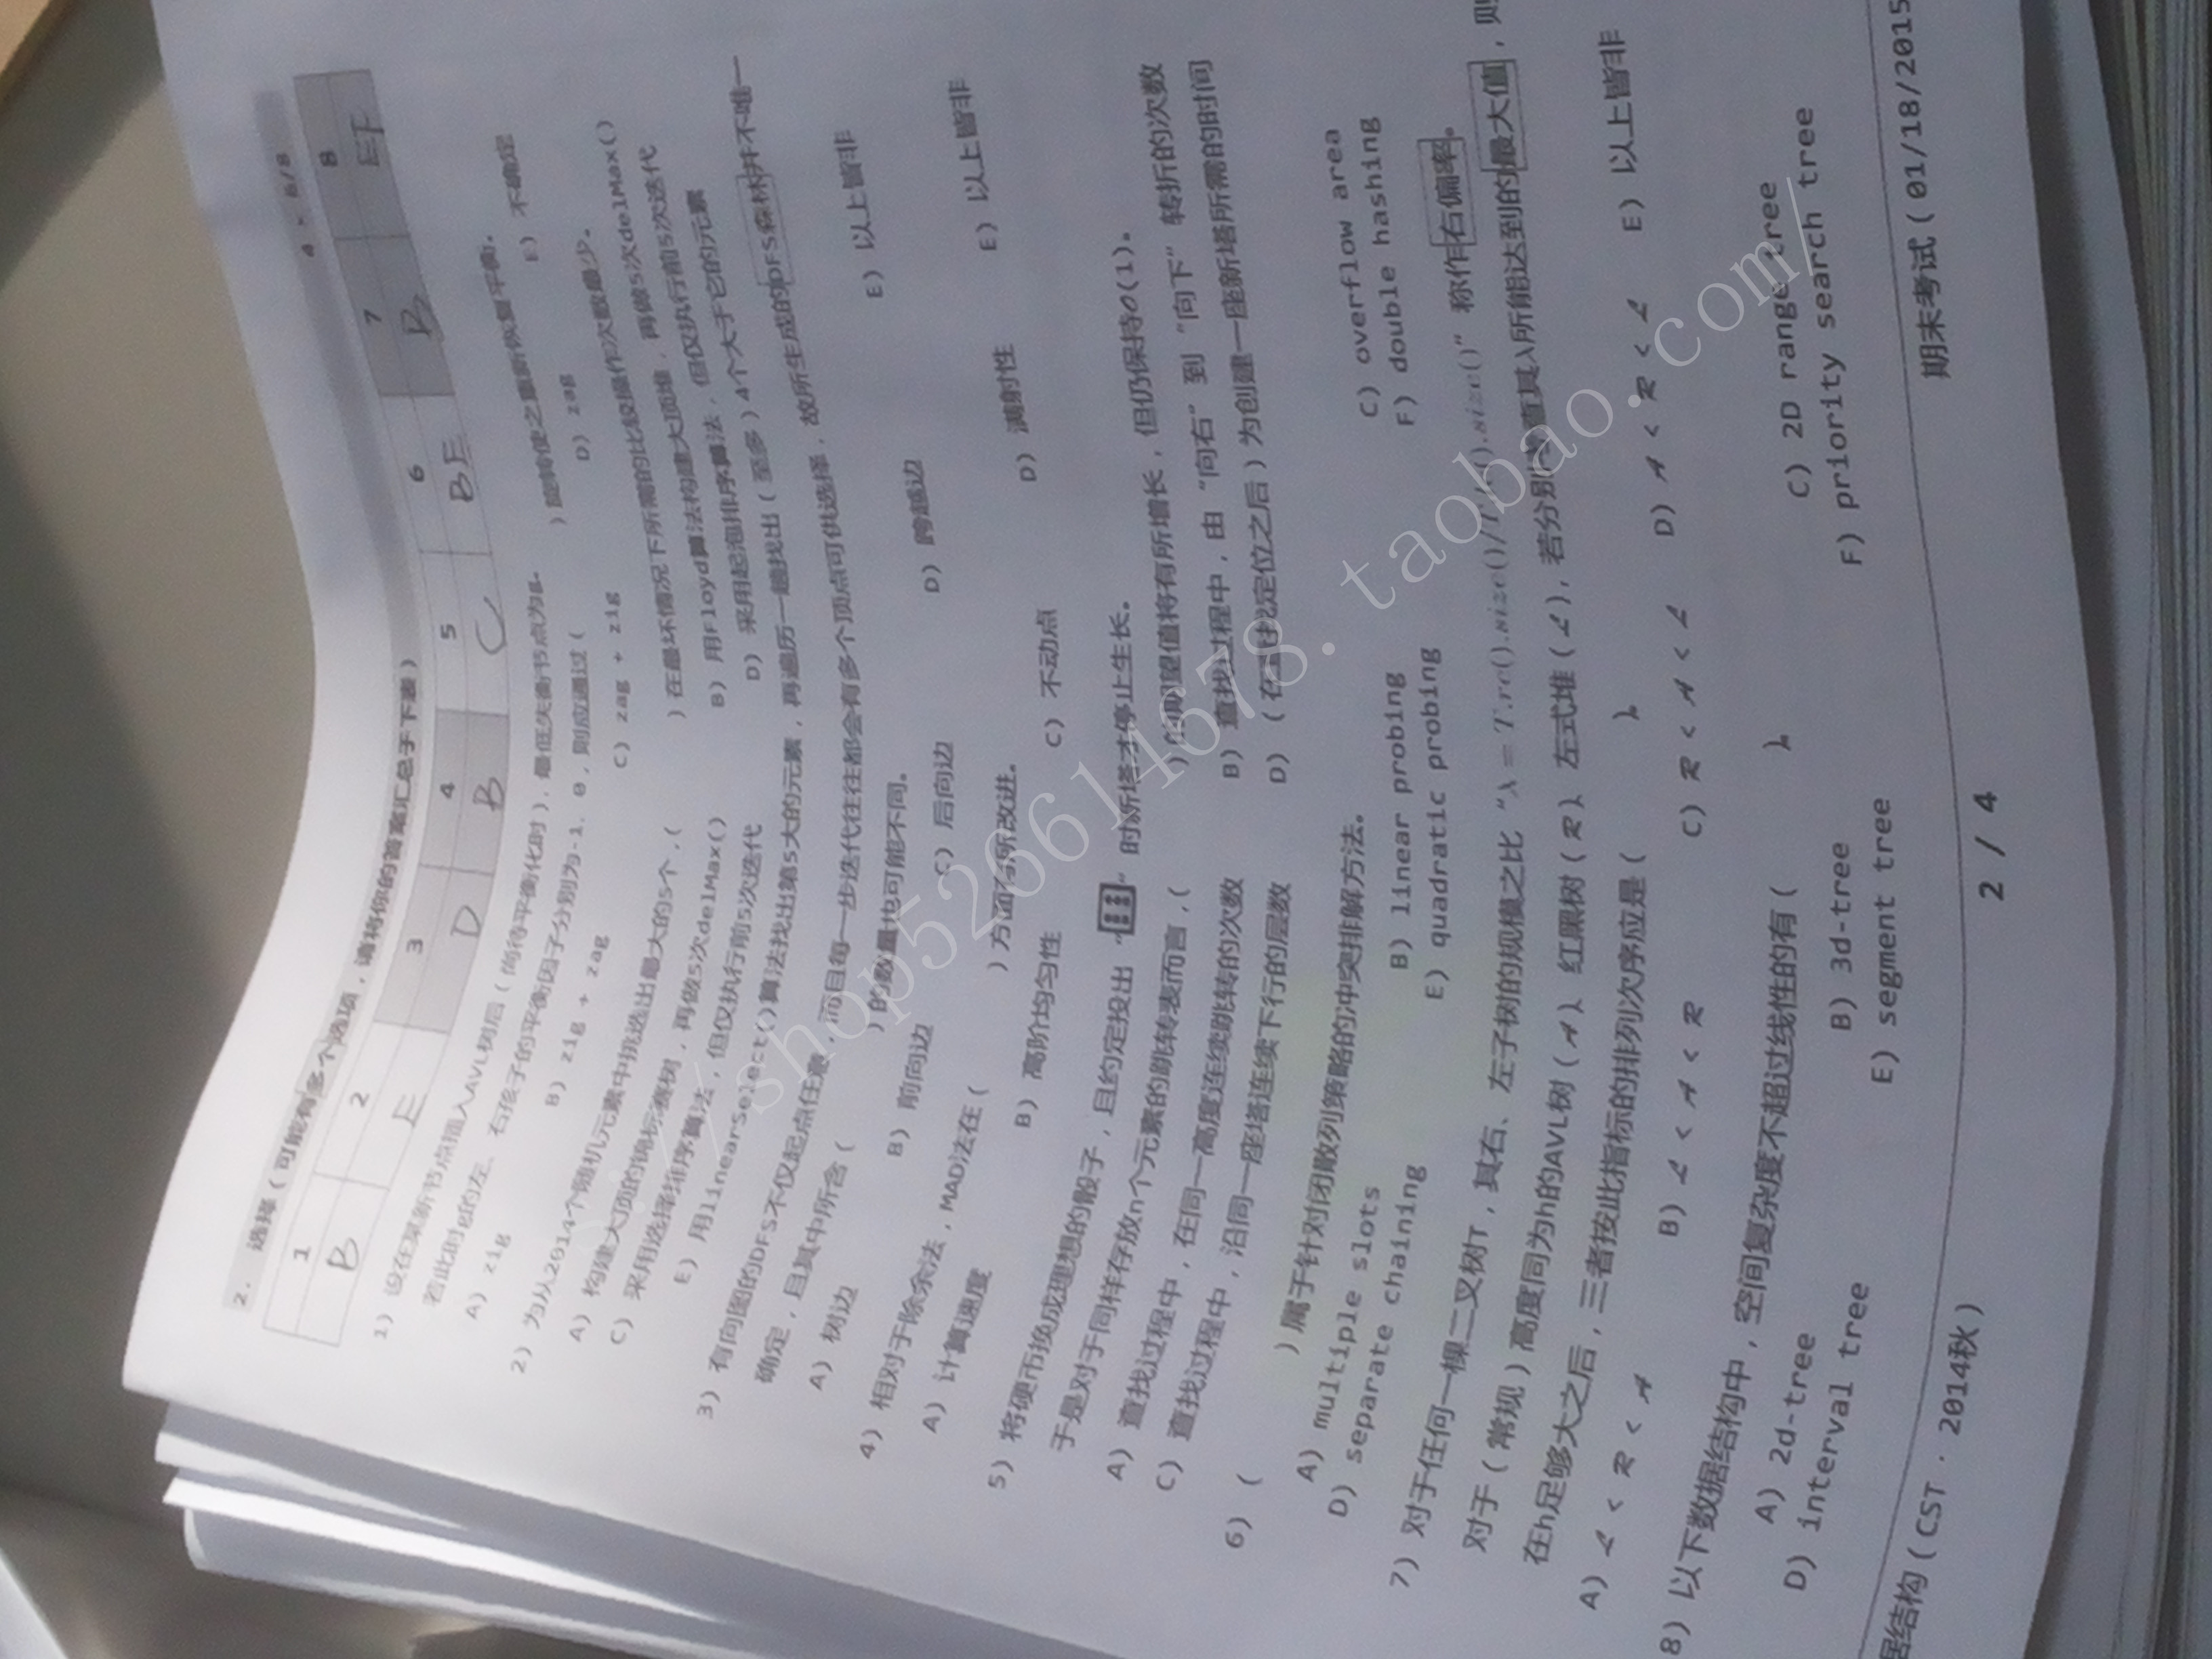 2. 选择（可能有多个选项，请将你的答案汇总于下表）
4 × 6/8
1 2 3 4 5 6 7 8
B E D B C BE B EF
1) 设在某新节点插入AVL树后（尚待平衡化时），最低失衡节点为g。
若此时g的左、右孩子的平衡因子分别为-1、0，则应通过（ ）旋转使之重新恢复平衡。
A) zig B) zig + zag C) zag + zig D) zag E) 不确定
2) 为从2014个随机元素中挑选出最大的5个，（ ）在最坏情况下所需的比较操作次数最少。
A) 构建大顶的锦标赛树，再做5次delMax() B) 用Floyd算法构建大顶堆，再做5次delMax()
C) 采用选择排序算法，但仅执行前5次迭代 D) 采用起泡排序算法，但仅执行前5次迭代
E) 用linearSelect()算法找出第5大的元素，再遍历一趟找出（至多）4个大于它的元素
3) 有向图的DFS不仅起点任意，而且每一步迭代往往都会有多个顶点可供选择，故所生成的DFS森林并不唯一
确定，且其中所含（ ）的数量也可能不同。
A) 树边 B) 前向边 C) 后向边 D) 跨越边 E) 以上皆非
4) 相对于除余法，MAD法在（ ）方面有所改进。
A) 计算速度 B) 高阶均匀性 C) 不动点 D) 满射性 E) 以上皆非
5) 将硬币换成理想的骰子，且约定投出“⚅”时新塔才停止生长。
于是对于同样存放n个元素的跳转表而言，（ ）的期望值将有所增长，但仍保持O(1)。
A) 查找过程中，在同一高度连续跳转的次数 B) 查找过程中，由“向右”到“向下”转折的次数
C) 查找过程中，沿同一座塔连续下行的层数 D) （在查找定位之后）为创建一座新塔所需的时间
6) （ ）属于针对闭散列策略的冲突排解方法。
A) multiple slots B) linear probing C) overflow area
D) separate chaining E) quadratic probing F) double hashing
7) 对于任何一棵二叉树T，其右、左子树的规模之比“λ = T.rc().size()/T.lc().size()”称作右偏率。
对于（常规）高度同为h的AVL树（A）、红黑树（R）、左式堆（L），若分别考查其λ所能达到的最大值，则
在h足够大之后，三者按此指标的排列次序应是（ ）。
A) L < R < A B) L < A < R C) R < A < L D) A < R < L E) 以上皆非
8) 以下数据结构中，空间复杂度不超过线性的有（ ）。
A) 2d-tree B) 3d-tree C) 2D range tree
D) interval tree E) segment tree F) priority search tree
居结构（CST . 2014秋） 2 / 4 期末考试（01/18/2015
://shop526614678.taobao.com/